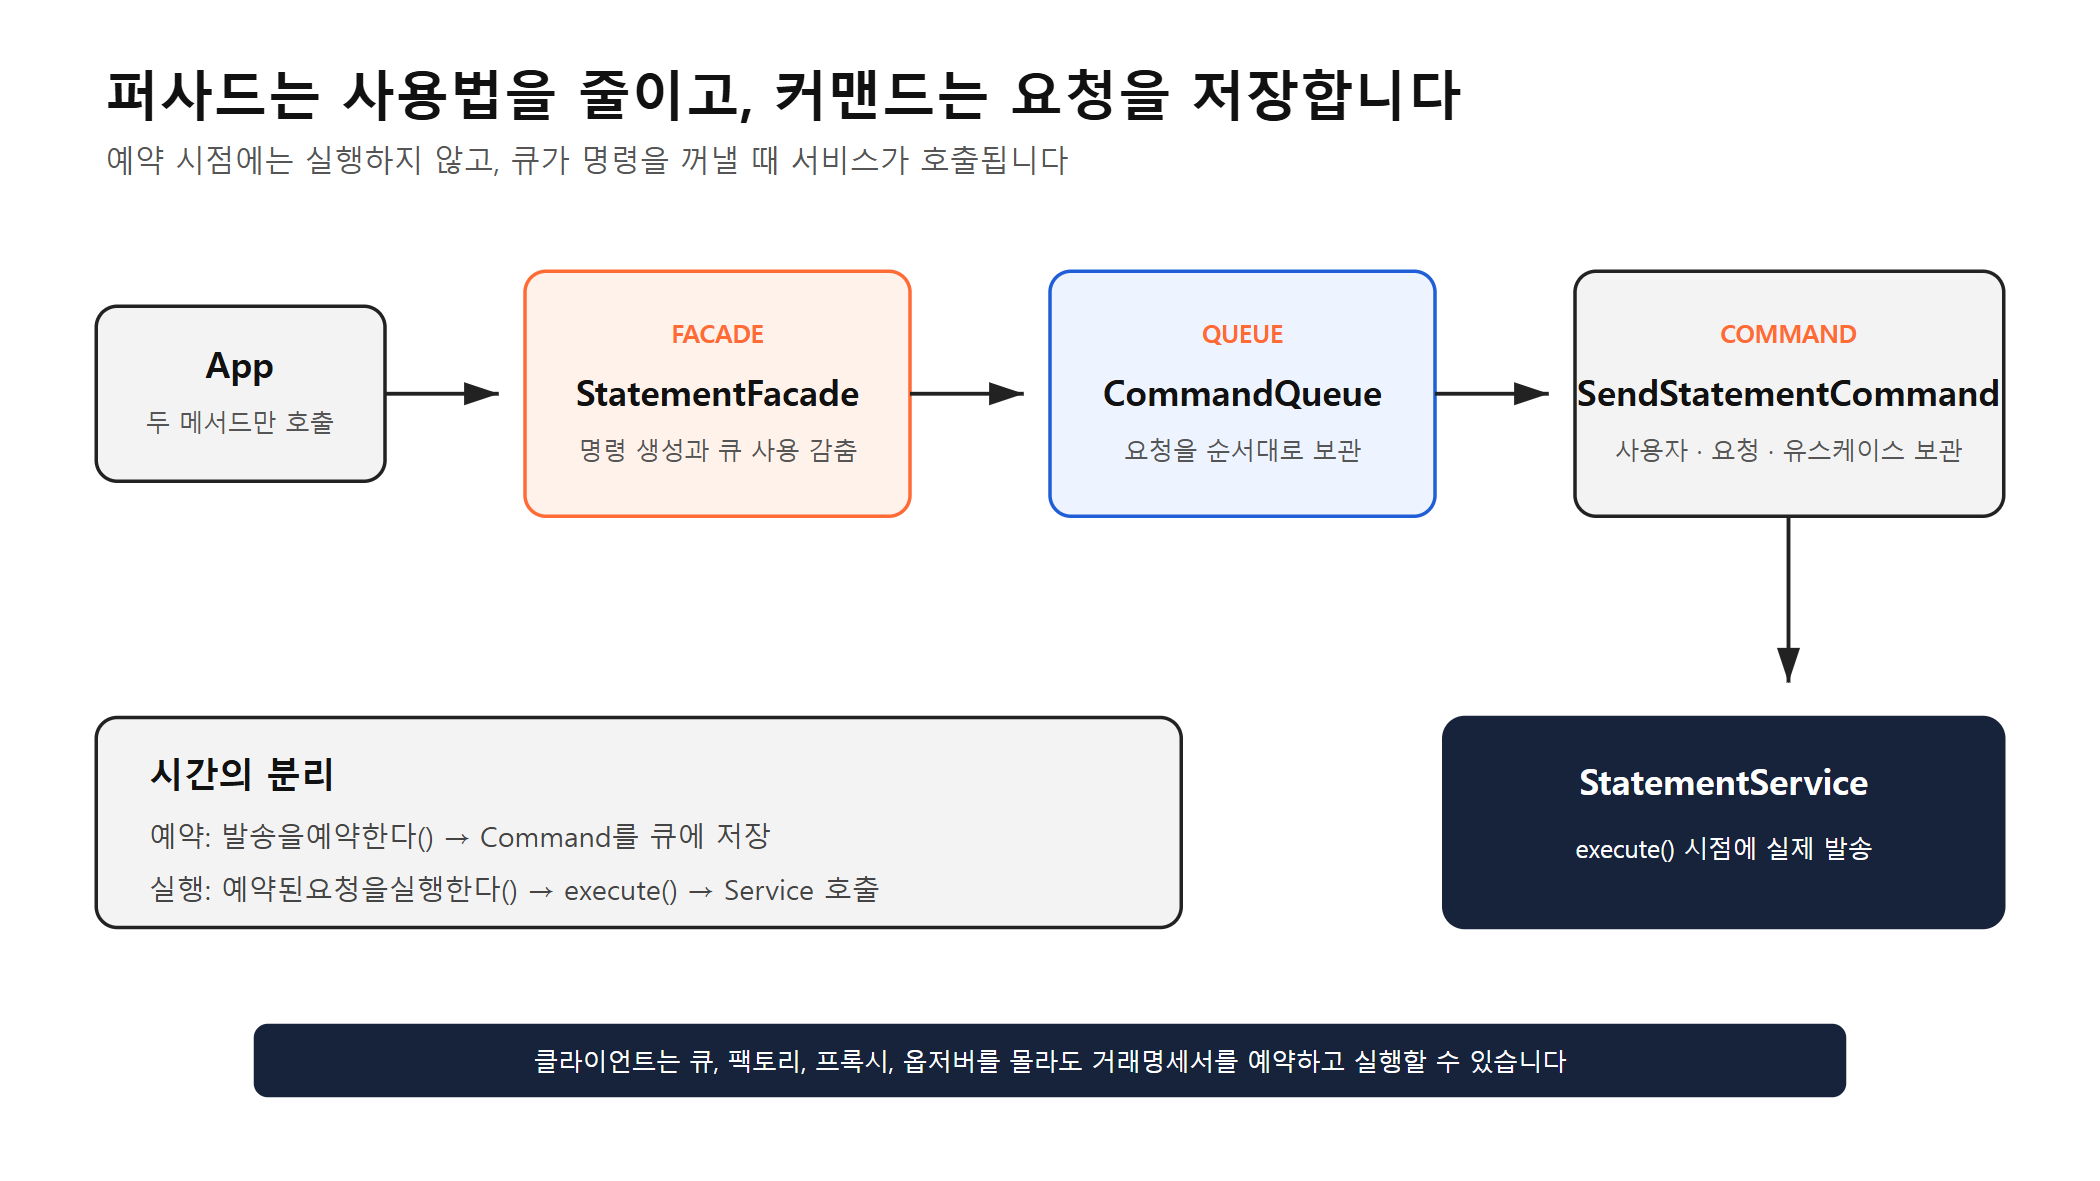 퍼사드는 사용법을 줄이고, 커맨드는 요청을 저장합니다
예약 시점에는 실행하지 않고, 큐가 명령을 꺼낼 때 서비스가 호출됩니다
App
두 메서드만 호출
FACADE
StatementFacade
명령 생성과 큐 사용 감춤
QUEUE
CommandQueue
요청을 순서대로 보관
COMMAND
SendStatementCommand
사용자 · 요청 · 유스케이스 보관
시간의 분리
예약: 발송을예약한다() → Command를 큐에 저장
실행: 예약된요청을실행한다() → execute() → Service 호출
StatementService
execute() 시점에 실제 발송
클라이언트는 큐, 팩토리, 프록시, 옵저버를 몰라도 거래명세서를 예약하고 실행할 수 있습니다